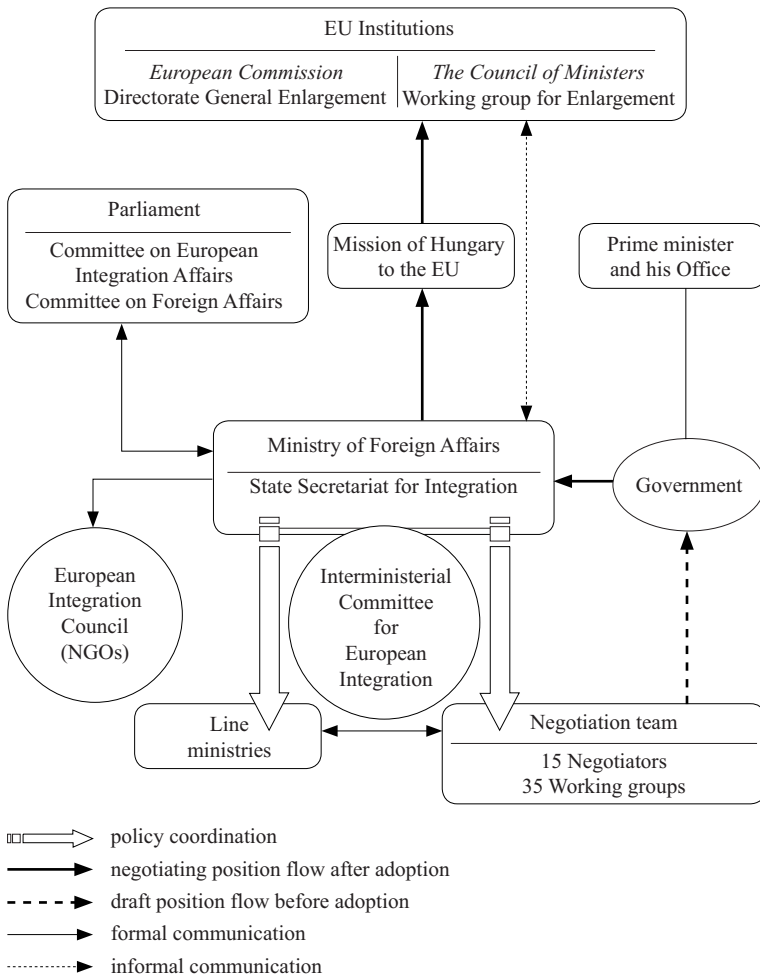 EU Institutions
European Commission
Directorate General Enlargement
The Council of Ministers
Working group for Enlargement
Parliament
Committee on European
Integration Affairs
Committee on Foreign Affairs
Mission of Hungary
to the EU
Prime minister
and his Office
Ministry of Foreign Affairs
State Secretariat for Integration
Government
European
Integration
Council
(NGOs)
Interministerial
Committee
for
European
Integration
Line
ministries
Negotiation team
15 Negotiators
35 Working groups
policy coordination
negotiating position flow after adoption
draft position flow before adoption
formal communication
informal communication